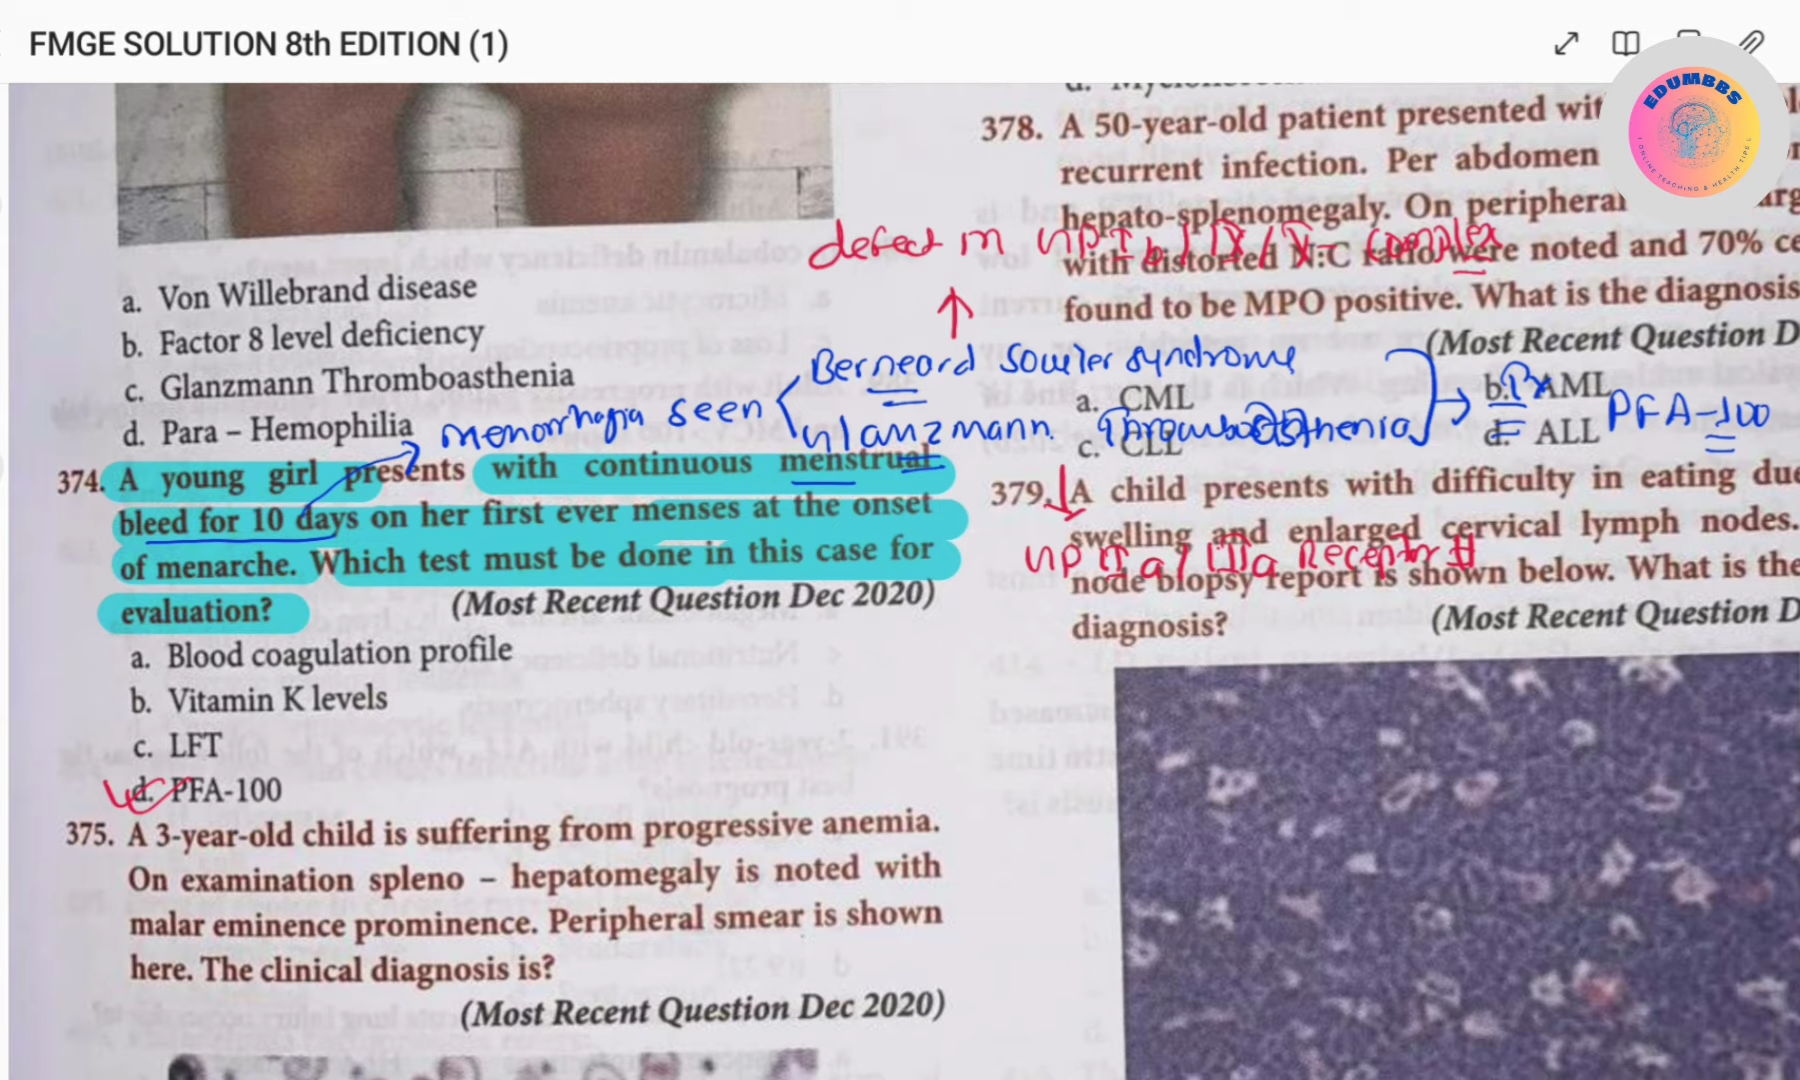 FMGE SOLUTION 8th EDITION (1)
EDUMBBS
ONLINE TEACHING & HEALTH TIPS
a. Von Willebrand disease
b. Factor 8 level deficiency
c. Glanzmann Thromboasthenia
d. Para – Hemophilia
menorrhagia seen
Berneord soulier syndrome
defect in
complex
PFA-100
374. A young girl presents with continuous menstrual
bleed for 10 days on her first ever menses at the onset
of menarche. Which test must be done in this case for
evaluation? (Most Recent Question Dec 2020)
a. Blood coagulation profile
b. Vitamin K levels
c. LFT
d. PFA-100
375. A 3-year-old child is suffering from progressive anemia.
On examination spleno – hepatomegaly is noted with
malar eminence prominence. Peripheral smear is shown
here. The clinical diagnosis is?
(Most Recent Question Dec 2020)
378. A 50-year-old patient presented
recurrent infection. Per abdomen
hepato-splenomegaly. On peripheral
with distorted N:C ratio were noted and 70%
found to be MPO positive. What is the diagnosis
(Most Recent Question D
a. CML
b. AML
c. CLL
d. ALL
379. A child presents with difficulty in eating due
swelling and enlarged cervical lymph nodes.
node biopsy report is shown below. What is the
diagnosis? (Most Recent Question D
Receptor